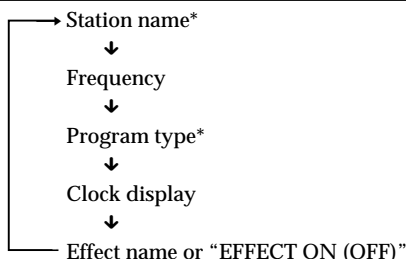 Station name*
Frequency
Program type*
Clock display
Effect name or “EFFECT ON (OFF)”